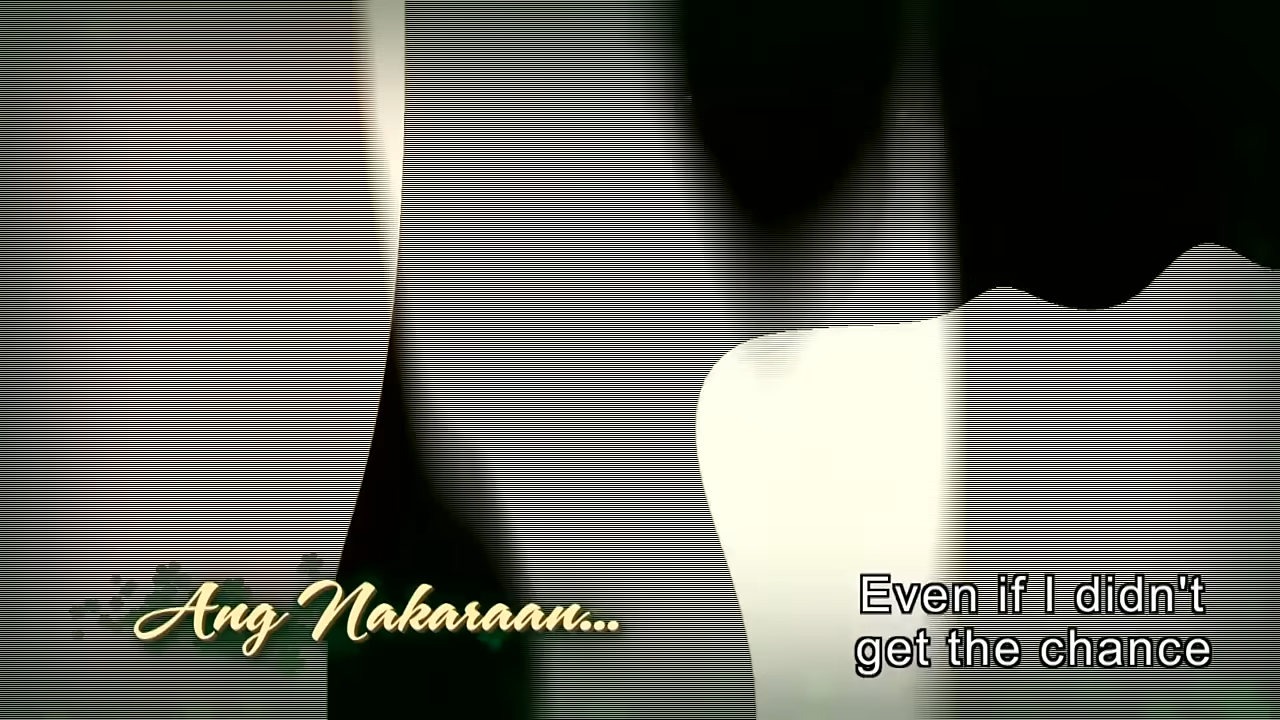 Ang Nakaraan...
Even if I didn't
get the chance